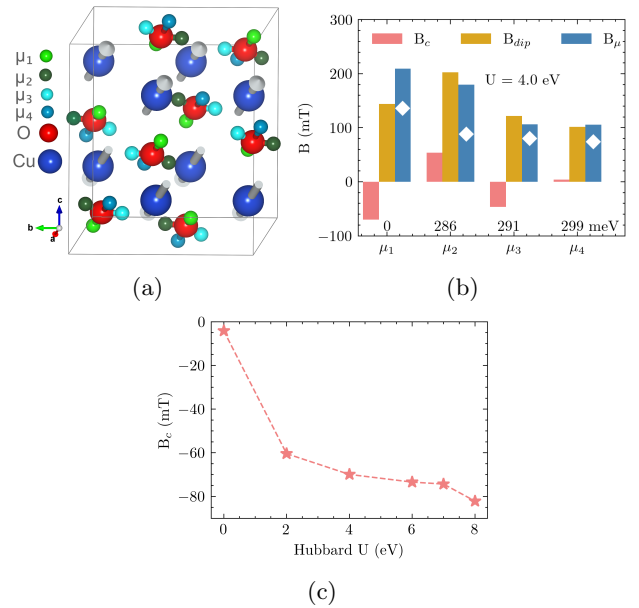 μ₁
μ₂
μ₃
μ₄
O
Cu
c
b
a
(a)
B_c B_dip B_μ
U = 4.0 eV
B (mT)
300
200
100
0
−100
0 286 291 299 meV
μ₁ μ₂ μ₃ μ₄
(b)
B_c (mT)
0
−20
−40
−60
−80
0 2 4 6 8
Hubbard U (eV)
(c)